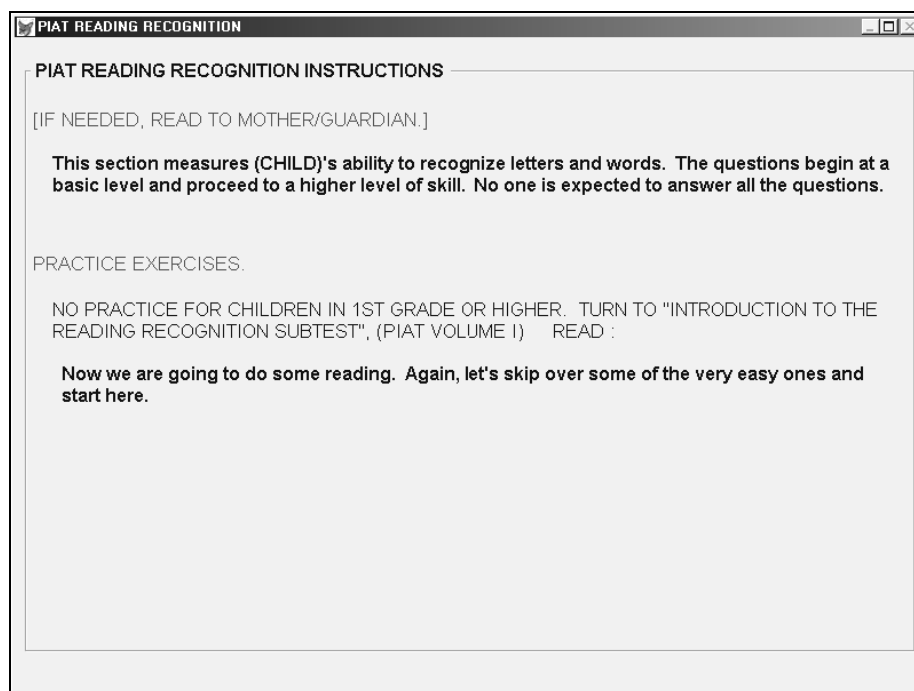 PIAT READING RECOGNITION
PIAT READING RECOGNITION INSTRUCTIONS
[IF NEEDED, READ TO MOTHER/GUARDIAN.]
This section measures (CHILD)'s ability to recognize letters and words. The questions begin at a
basic level and proceed to a higher level of skill. No one is expected to answer all the questions.
PRACTICE EXERCISES.
NO PRACTICE FOR CHILDREN IN 1ST GRADE OR HIGHER. TURN TO "INTRODUCTION TO THE
READING RECOGNITION SUBTEST", (PIAT VOLUME I) READ :
Now we are going to do some reading. Again, let's skip over some of the very easy ones and
start here.